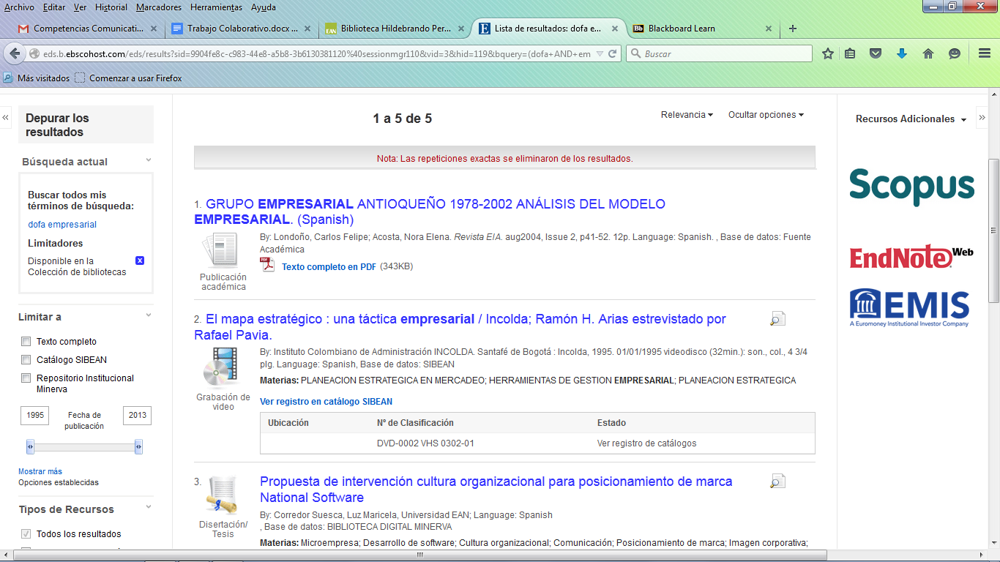 Archivo Editar Ver Historial Marcadores Herramientas Ayuda
Competencias Comunicati... Trabajo Colaborativo.docx ... Biblioteca Hildebrando Per... Lista de resultados: dofa e... Blackboard Learn
eds.b.ebscohost.com/eds/results?sid=9904fe8c-c983-44e8-a5b8-3b6130381120%40sessionmgr110&vid=3&hid=119&bquery=(dofa+AND+em Buscar
Más visitados Comenzar a usar Firefox
Depurar los
resultados
Búsqueda actual
Buscar todos mis
términos de búsqueda:
dofa empresarial
Limitadores
Disponible en la
Colección de bibliotecas
Limitar a
Texto completo
Catálogo SIBEAN
Repositorio Institucional
Minerva
1995 Fecha de 2013
publicación
Mostrar más
Opciones establecidas
Tipos de Recursos
Todos los resultados
1 a 5 de 5
Relevancia Ocultar opciones
Nota: Las repeticiones exactas se eliminaron de los resultados.
1. GRUPO EMPRESARIAL ANTIOQUEÑO 1978-2002 ANÁLISIS DEL MODELO
EMPRESARIAL. (Spanish)
Publicación
académica
By: Londoño, Carlos Felipe; Acosta, Nora Elena. Revista EIA. aug2004, Issue 2, p41-52. 12p. Language: Spanish. , Base de datos: Fuente
Académica
PDF Texto completo en PDF (343KB)
2. El mapa estratégico : una táctica empresarial / Incolda; Ramón H. Arias estrevistado por
Rafael Pavia.
Grabación de
video
By: Instituto Colombiano de Administración INCOLDA. Santafé de Bogotá : Incolda, 1995. 01/01/1995 videodisco (32min.): son., col., 4 3/4
plg. Language: Spanish, Base de datos: SIBEAN
Materias: PLANEACION ESTRATEGICA EN MERCADEO; HERRAMIENTAS DE GESTION EMPRESARIAL; PLANEACION ESTRATEGICA
Ver registro en catálogo SIBEAN
Ubicación Nº de Clasificación Estado
DVD-0002 VHS 0302-01 Ver registro de catálogos
3. Propuesta de intervención cultura organizacional para posicionamiento de marca
National Software
Disertación/
Tesis
By: Corredor Suesca, Luz Maricela, Universidad EAN; Language: Spanish
, Base de datos: BIBLIOTECA DIGITAL MINERVA
Materias: Microempresa; Desarrollo de software; Cultura organizacional; Comunicación; Posicionamiento de marca; Imagen corporativa;
Recursos Adicionales
Scopus
EndNote Web
EMIS
A Euromoney Institutional Investor Company